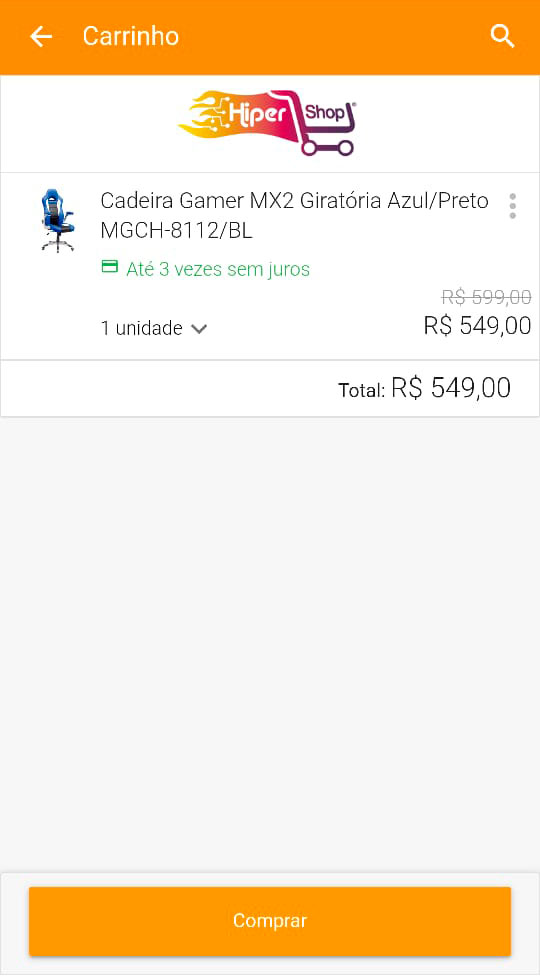 Carrinho
Hiper Shop
Cadeira Gamer MX2 Giratória Azul/Preto
MGCH-8112/BL
Até 3 vezes sem juros
R$ 599,00
1 unidade R$ 549,00
Total: R$ 549,00
Comprar